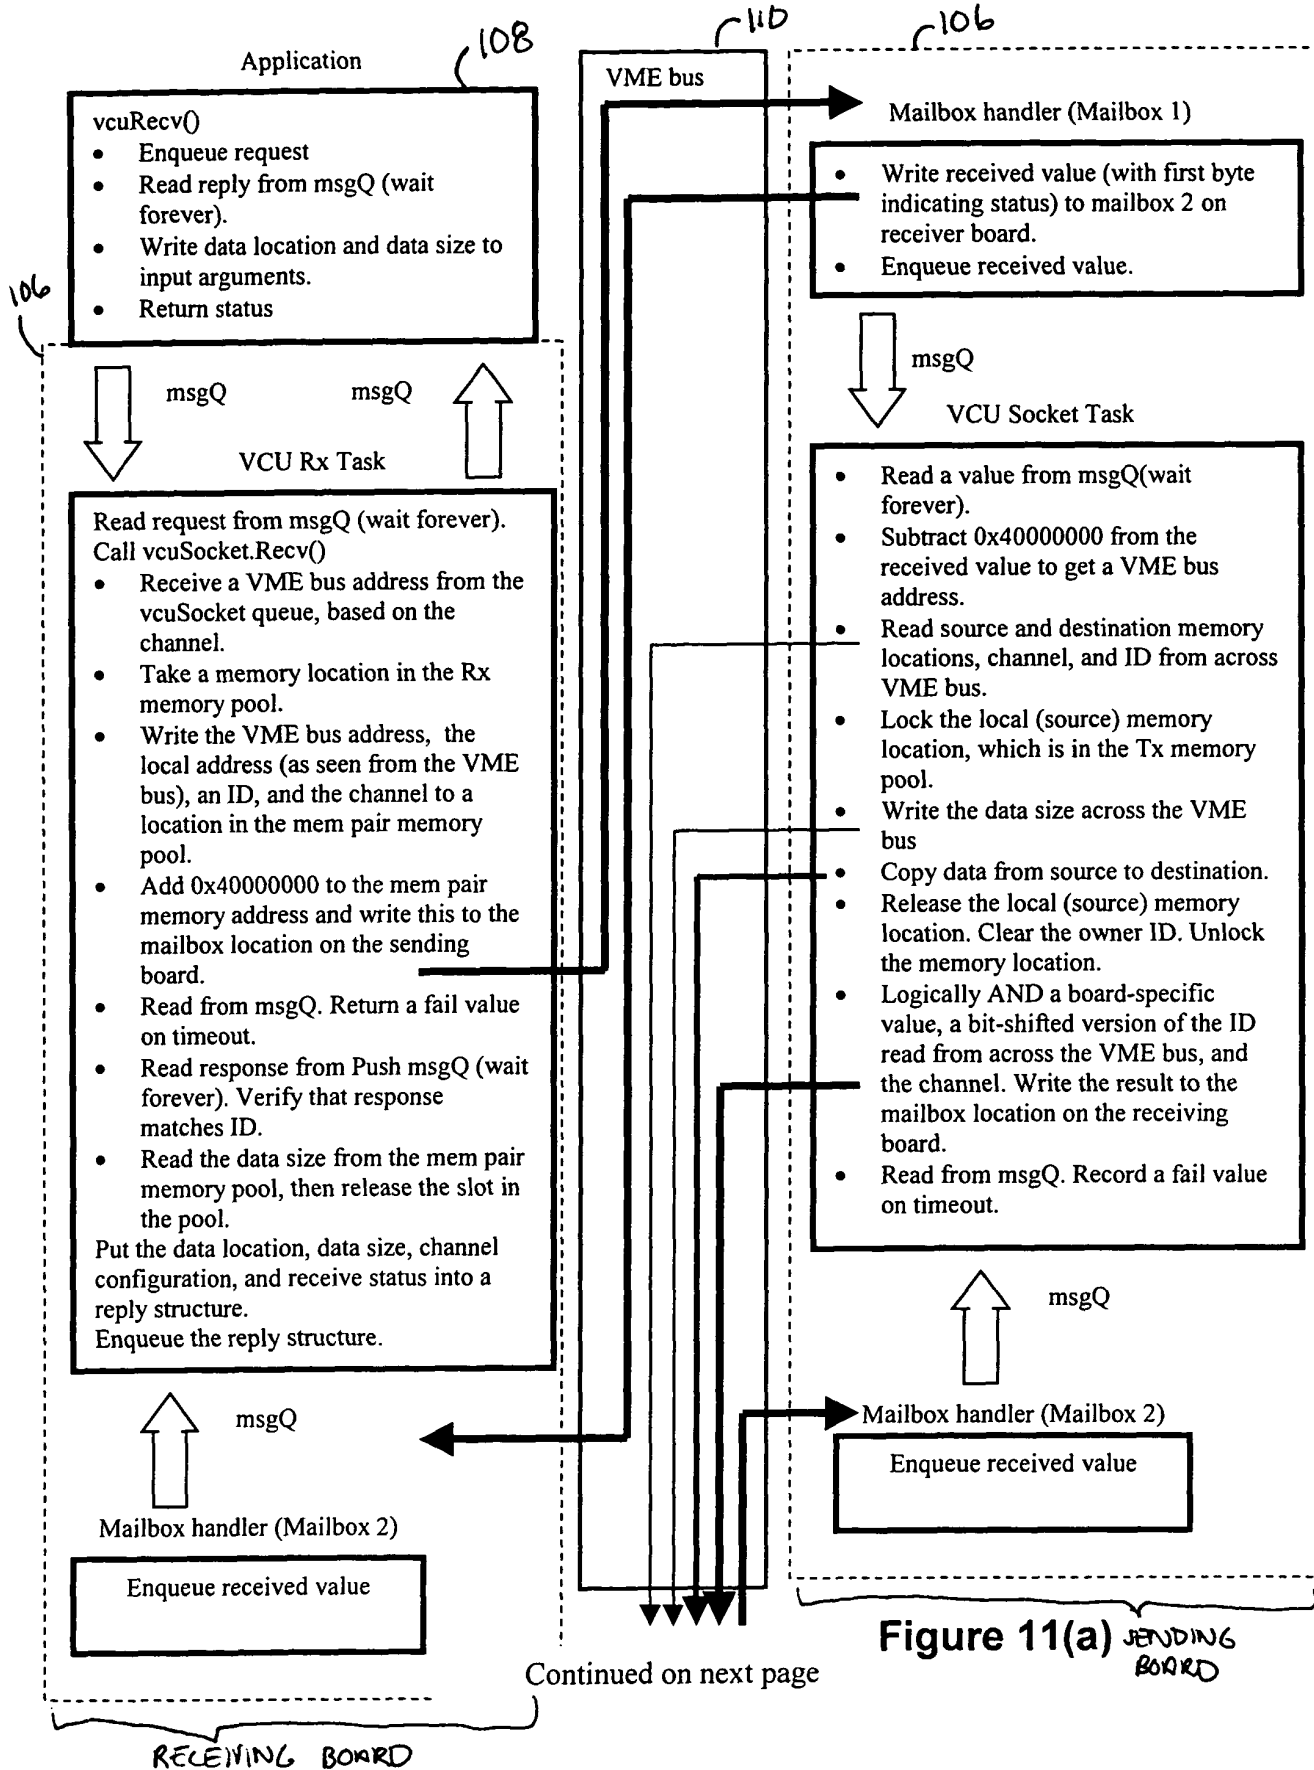 Application
108
vcuRecv()
• Enqueue request
• Read reply from msgQ (wait
forever).
• Write data location and data size to
input arguments.
• Return status
106
msgQ
msgQ
VCU Rx Task
Read request from msgQ (wait forever).
Call vcuSocket.Recv()
• Receive a VME bus address from the
vcuSocket queue, based on the
channel.
• Take a memory location in the Rx
memory pool.
• Write the VME bus address, the
local address (as seen from the VME
bus), an ID, and the channel to a
location in the mem pair memory
pool.
• Add 0x40000000 to the mem pair
memory address and write this to the
mailbox location on the sending
board.
• Read from msgQ. Return a fail value
on timeout.
• Read response from Push msgQ (wait
forever). Verify that response
matches ID.
• Read the data size from the mem pair
memory pool, then release the slot in
the pool.
Put the data location, data size, channel
configuration, and receive status into a
reply structure.
Enqueue the reply structure.
msgQ
Mailbox handler (Mailbox 2)
Enqueue received value
RECEIVING BOARD
110
VME bus
Continued on next page
106
Mailbox handler (Mailbox 1)
• Write received value (with first byte
indicating status) to mailbox 2 on
receiver board.
• Enqueue received value.
msgQ
VCU Socket Task
• Read a value from msgQ(wait
forever).
• Subtract 0x40000000 from the
received value to get a VME bus
address.
• Read source and destination memory
locations, channel, and ID from across
VME bus.
• Lock the local (source) memory
location, which is in the Tx memory
pool.
• Write the data size across the VME
bus
• Copy data from source to destination.
• Release the local (source) memory
location. Clear the owner ID. Unlock
the memory location.
• Logically AND a board-specific
value, a bit-shifted version of the ID
read from across the VME bus, and
the channel. Write the result to the
mailbox location on the receiving
board.
• Read from msgQ. Record a fail value
on timeout.
msgQ
Mailbox handler (Mailbox 2)
Enqueue received value
Figure 11(a)
SENDING
BOARD